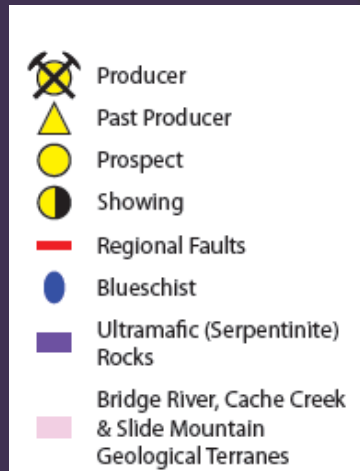 Producer
Past Producer
Prospect
Showing
Regional Faults
Blueschist
Ultramafic (Serpentinite)
Rocks
Bridge River, Cache Creek
& Slide Mountain
Geological Terranes